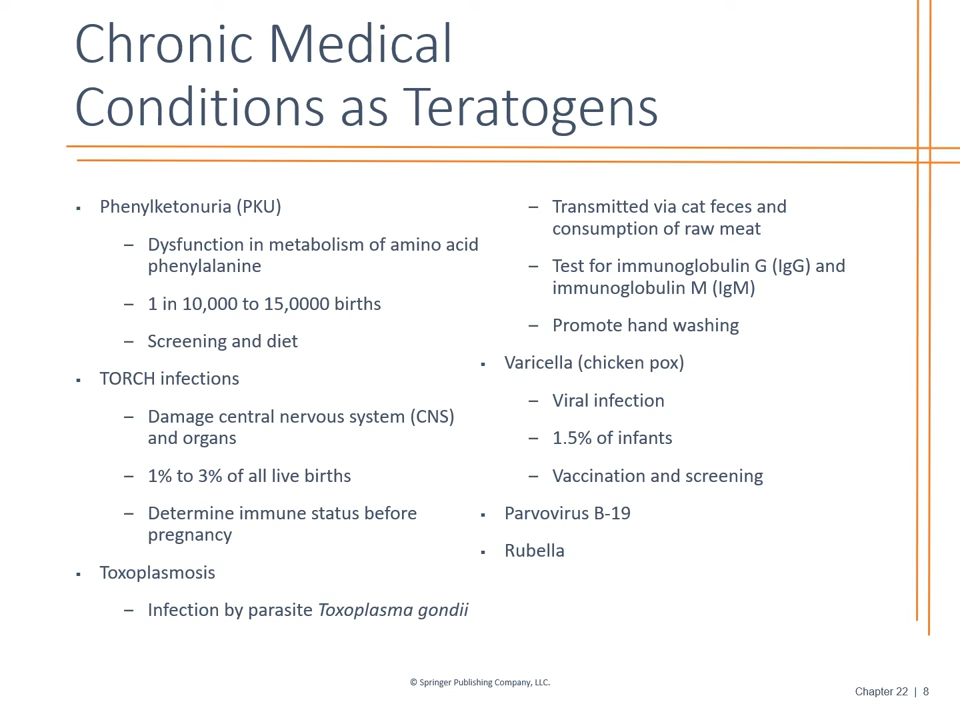 Chronic Medical
Conditions as Teratogens
▪ Phenylketonuria (PKU)
– Dysfunction in metabolism of amino acid
phenylalanine
– 1 in 10,000 to 15,0000 births
– Screening and diet
▪ TORCH infections
– Damage central nervous system (CNS)
and organs
– 1% to 3% of all live births
– Determine immune status before
pregnancy
▪ Toxoplasmosis
– Infection by parasite Toxoplasma gondii
– Transmitted via cat feces and
consumption of raw meat
– Test for immunoglobulin G (IgG) and
immunoglobulin M (IgM)
– Promote hand washing
▪ Varicella (chicken pox)
– Viral infection
– 1.5% of infants
– Vaccination and screening
▪ Parvovirus B-19
▪ Rubella
© Springer Publishing Company, LLC.
Chapter 22 | 8